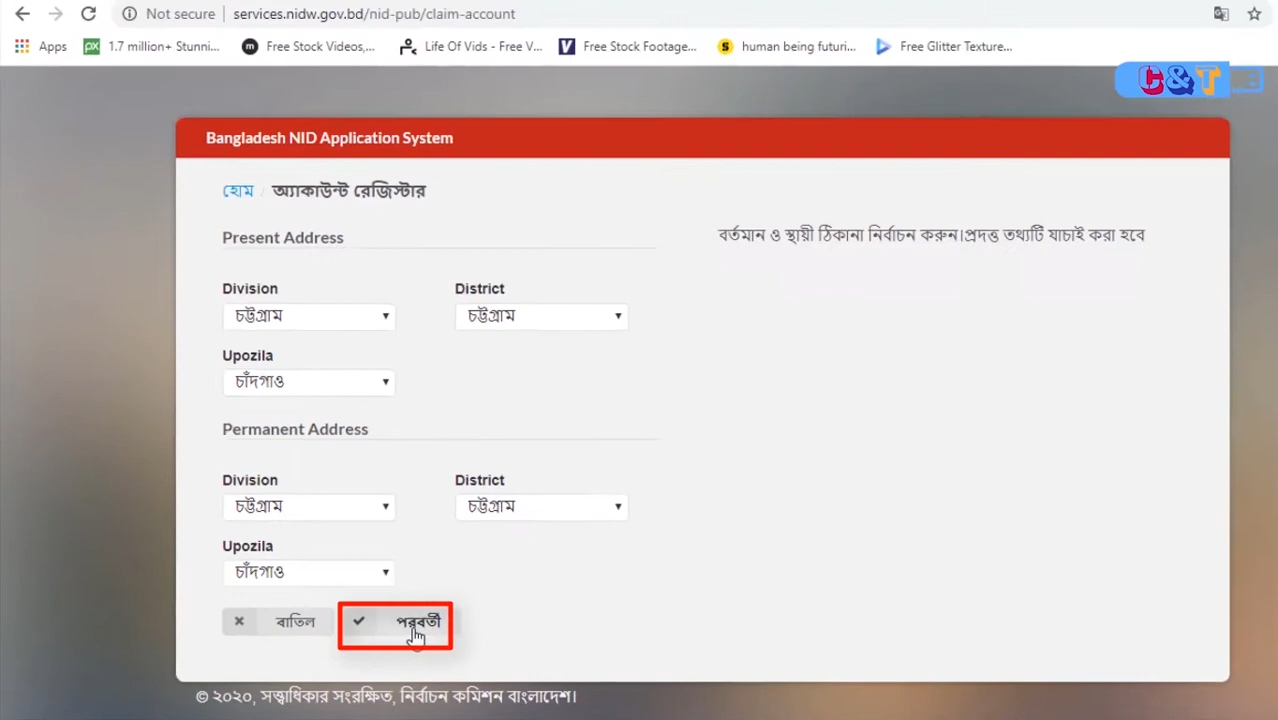 Not secure | services.nidw.gov.bd/nid-pub/claim-account
Apps 1.7 million+ Stunni... Free Stock Videos,... Life Of Vids - Free V... Free Stock Footage... human being futuri... Free Glitter Texture...
C&T
Bangladesh NID Application System
হোম / অ্যাকাউন্ট রেজিস্টার
Present Address
বর্তমান ও স্থায়ী ঠিকানা নির্বাচন করুন।প্রদত্ত তথ্যটি যাচাই করা হবে
Division District
চট্টগ্রাম চট্টগ্রাম
Upozila
চাঁদগাও
Permanent Address
Division District
চট্টগ্রাম চট্টগ্রাম
Upozila
চাঁদগাও
বাতিল পরবর্তী
© ২০২০, সত্ত্বাধিকার সংরক্ষিত, নির্বাচন কমিশন বাংলাদেশ।